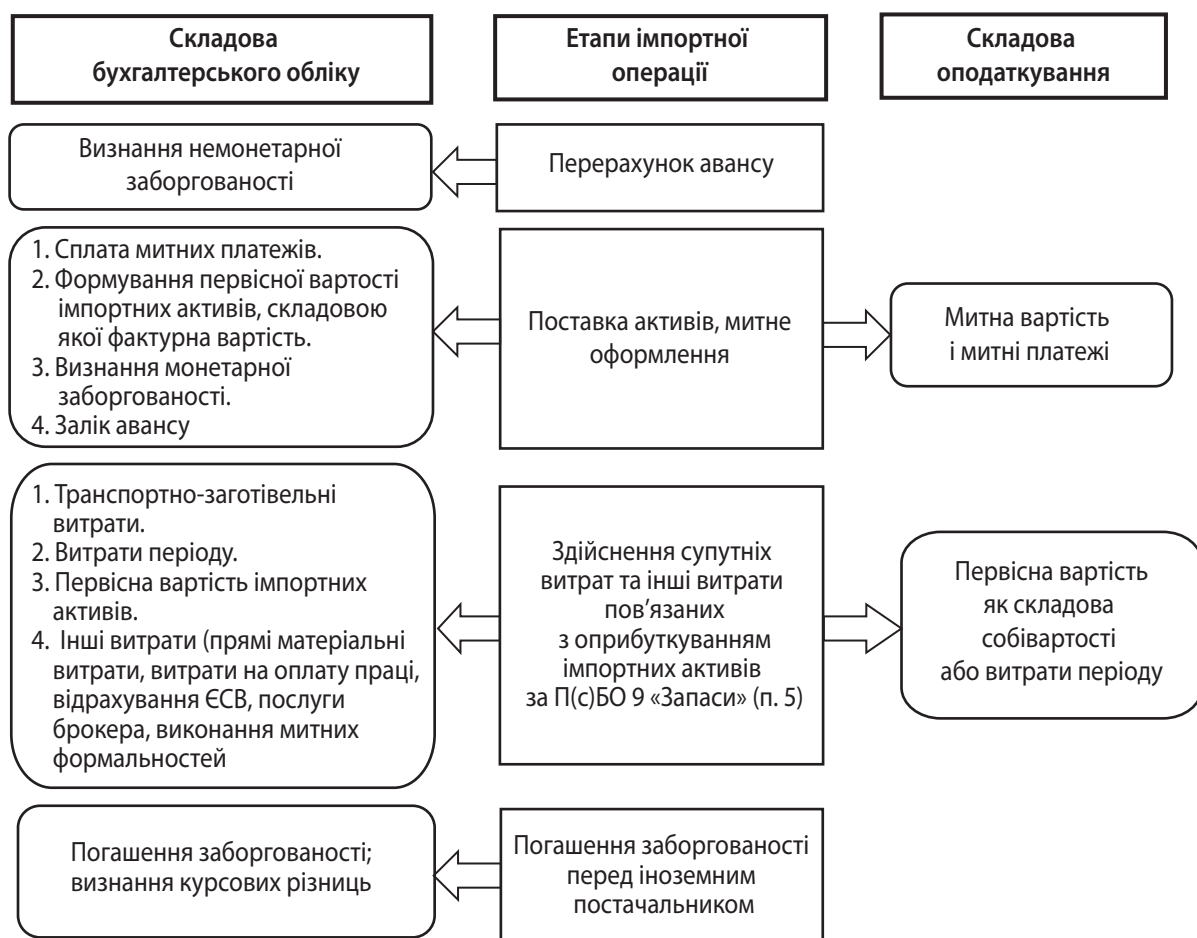 Складова
бухгалтерського обліку
Етапи імпортної
операції
Складова
оподаткування
Визнання немонетарної
заборгованості
Перерахунок авансу
1. Сплата митних платежів.
2. Формування первісної вартості
імпортних активів, складовою
якої фактурна вартість.
3. Визнання монетарної
заборгованості.
4. Залік авансу
Поставка активів, митне
оформлення
Митна вартість
і митні платежі
1. Транспортно-заготівельні
витрати.
2. Витрати періоду.
3. Первісна вартість імпортних
активів.
4. Інші витрати (прямі матеріальні
витрати, витрати на оплату праці,
відрахування ЄСВ, послуги
брокера, виконання митних
формальностей
Здійснення супутніх
витрат та інші витрати
пов’язаних
з оприбуткуванням
імпортних активів
за П(с)БО 9 «Запаси» (п. 5)
Первісна вартість
як складова
собівартості
або витрати періоду
Погашення заборгованості;
визнання курсових різниць
Погашення заборгованості
перед іноземним
постачальником